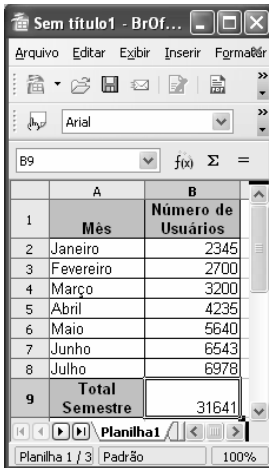 Sem título1 - BrOf...
Arquivo Editar Exibir Inserir Formatar
Arial
B9 f(x) Σ =
A B
1 Mês Número de Usuários
2 Janeiro 2345
3 Fevereiro 2700
4 Março 3200
5 Abril 4235
6 Maio 5640
7 Junho 6543
8 Julho 6978
9 Total Semestre 31641
Planilha1
Planilha 1 / 3 Padrão 100%